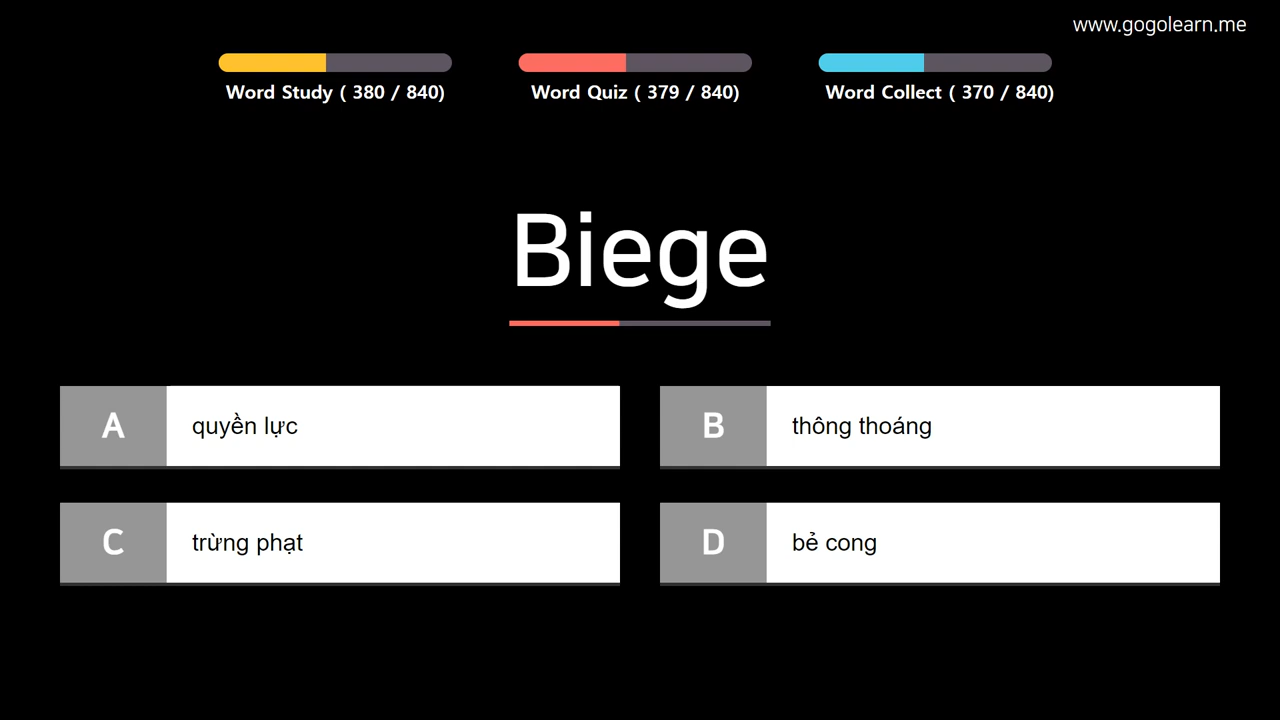 www.gogolearn.me
Word Study ( 380 / 840)
Word Quiz ( 379 / 840)
Word Collect ( 370 / 840)
Biege
A quyền lực
B thông thoáng
C trừng phạt
D bẻ cong